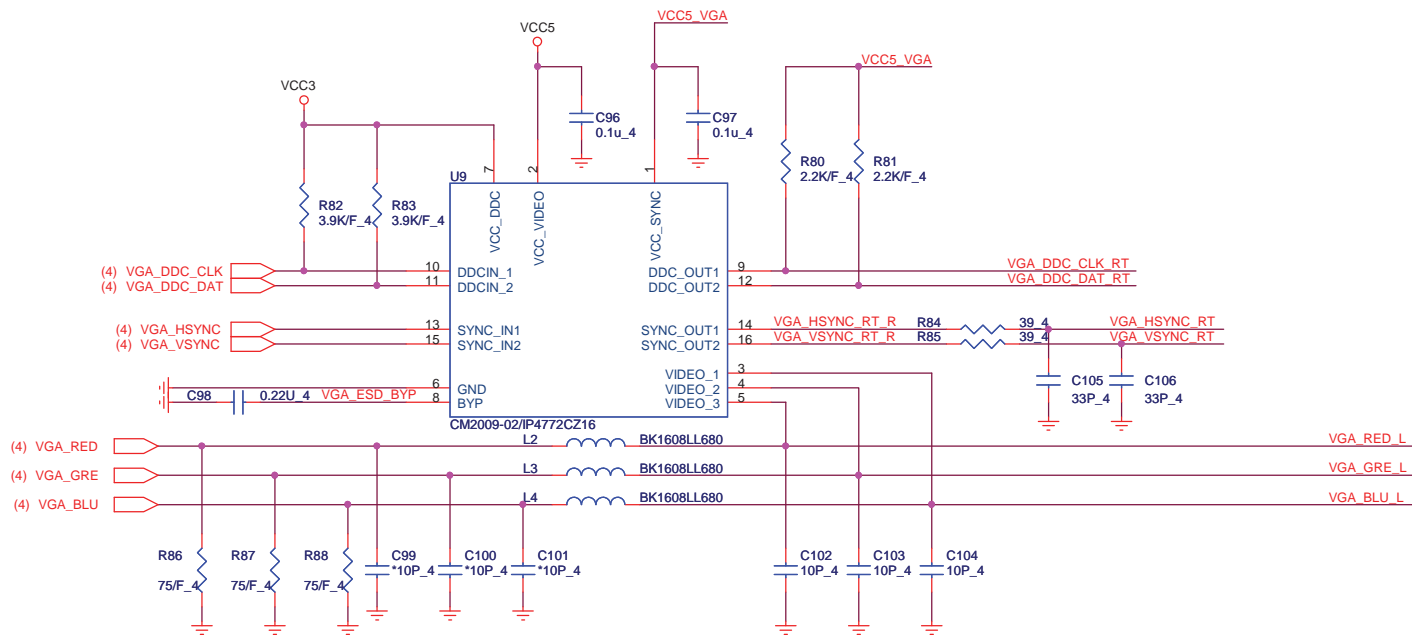 VCC5_VGA
VCC5
VCC5_VGA
VCC3
C96
0.1u_4
C97
0.1u_4
R80
2.2K/F_4
R81
2.2K/F_4
R82
3.9K/F_4
R83
3.9K/F_4
U9
7
2
1
VCC_DDC
VCC_VIDEO
VCC_SYNC
(4) VGA_DDC_CLK
10
DDCIN_1
DDC_OUT1
9
VGA_DDC_CLK_RT
(4) VGA_DDC_DAT
11
DDCIN_2
DDC_OUT2
12
VGA_DDC_DAT_RT
(4) VGA_HSYNC
13
SYNC_IN1
SYNC_OUT1
14
VGA_HSYNC_RT_R
R84
39_4
VGA_HSYNC_RT
(4) VGA_VSYNC
15
SYNC_IN2
SYNC_OUT2
16
VGA_VSYNC_RT_R
R85
39_4
VGA_VSYNC_RT
VIDEO_1
3
6
GND
VIDEO_2
4
C98
0.22U_4
VGA_ESD_BYP
8
BYP
VIDEO_3
5
C105
33P_4
C106
33P_4
CM2009-02/IP4772CZ16
(4) VGA_RED
L2
BK1608LL680
VGA_RED_L
(4) VGA_GRE
L3
BK1608LL680
VGA_GRE_L
(4) VGA_BLU
L4
BK1608LL680
VGA_BLU_L
R86
75/F_4
R87
75/F_4
R88
75/F_4
C99
*10P_4
C100
*10P_4
C101
*10P_4
C102
10P_4
C103
10P_4
C104
10P_4